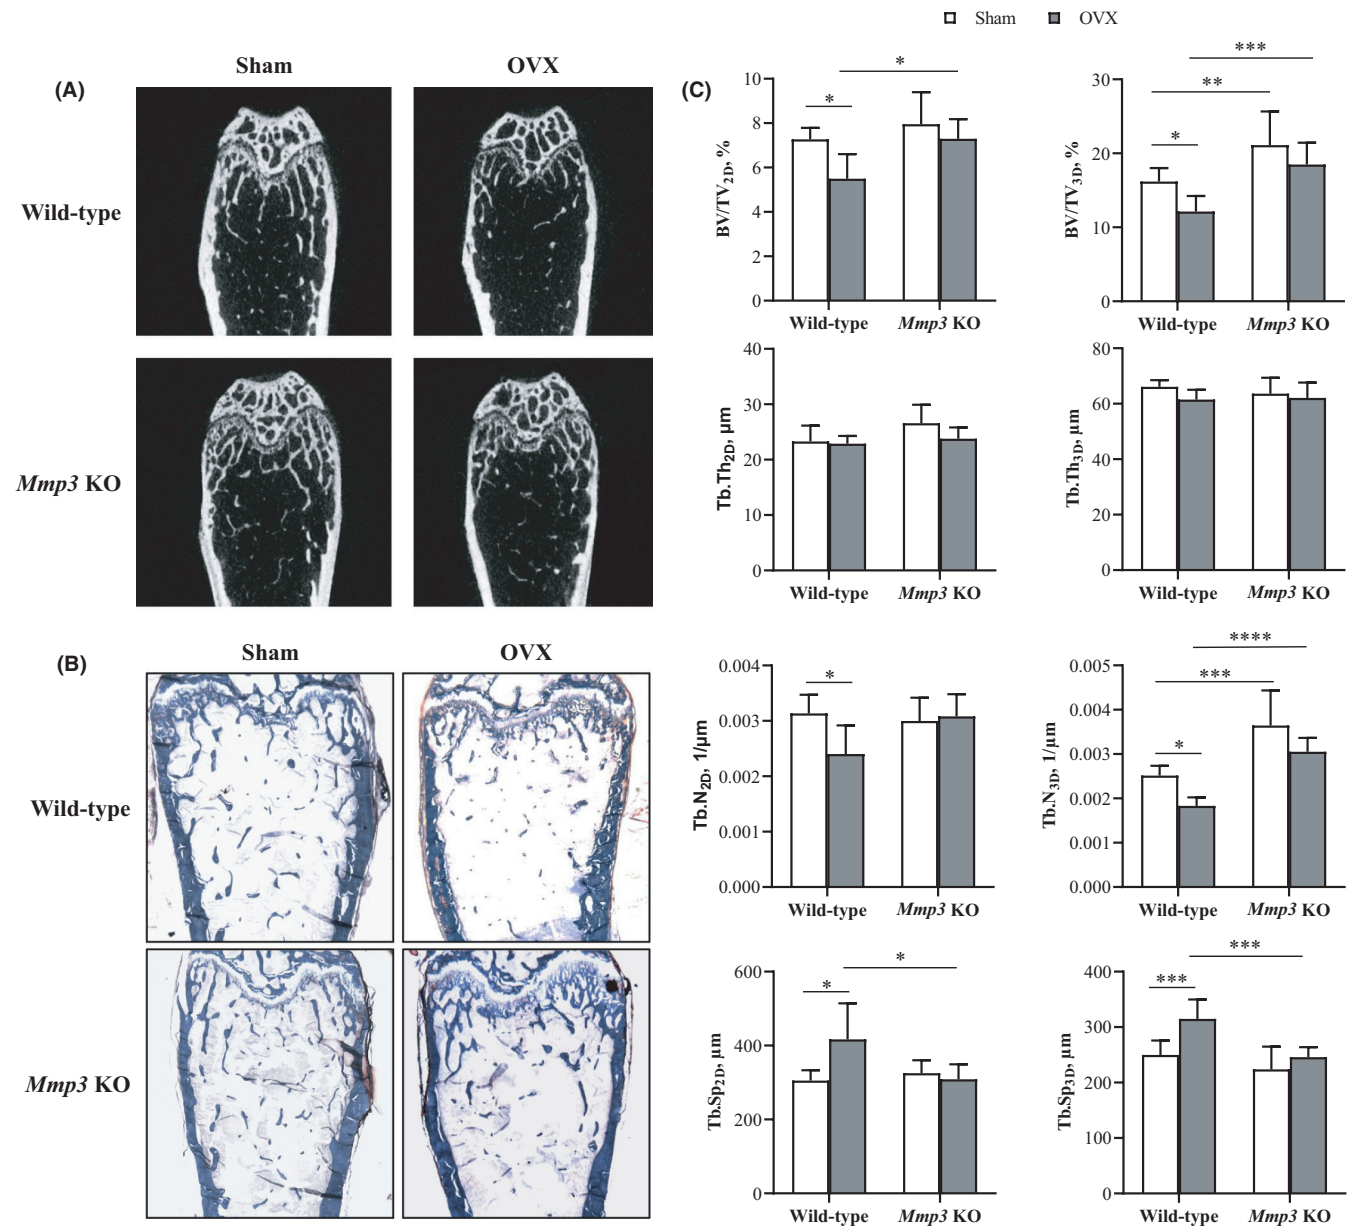 Sham OVX
(A)
Sham OVX
Wild-type
Mmp3 KO
(B)
Sham OVX
Wild-type
Mmp3 KO
(C)
BV/TV2D, %
10
8
6
4
2
0
*
*
Wild-type Mmp3 KO
BV/TV3D, %
30
20
10
0
*
**
***
Wild-type Mmp3 KO
Tb.Th2D, µm
40
30
20
10
0
Wild-type Mmp3 KO
Tb.Th3D, µm
80
60
40
20
0
Wild-type Mmp3 KO
Tb.N2D, 1/µm
0.004
0.003
0.002
0.001
0.000
*
Wild-type Mmp3 KO
Tb.N3D, 1/µm
0.005
0.004
0.003
0.002
0.001
0.000
*
***
****
Wild-type Mmp3 KO
Tb.Sp2D, µm
600
400
200
0
*
*
Wild-type Mmp3 KO
Tb.Sp3D, µm
400
300
200
100
0
***
***
Wild-type Mmp3 KO